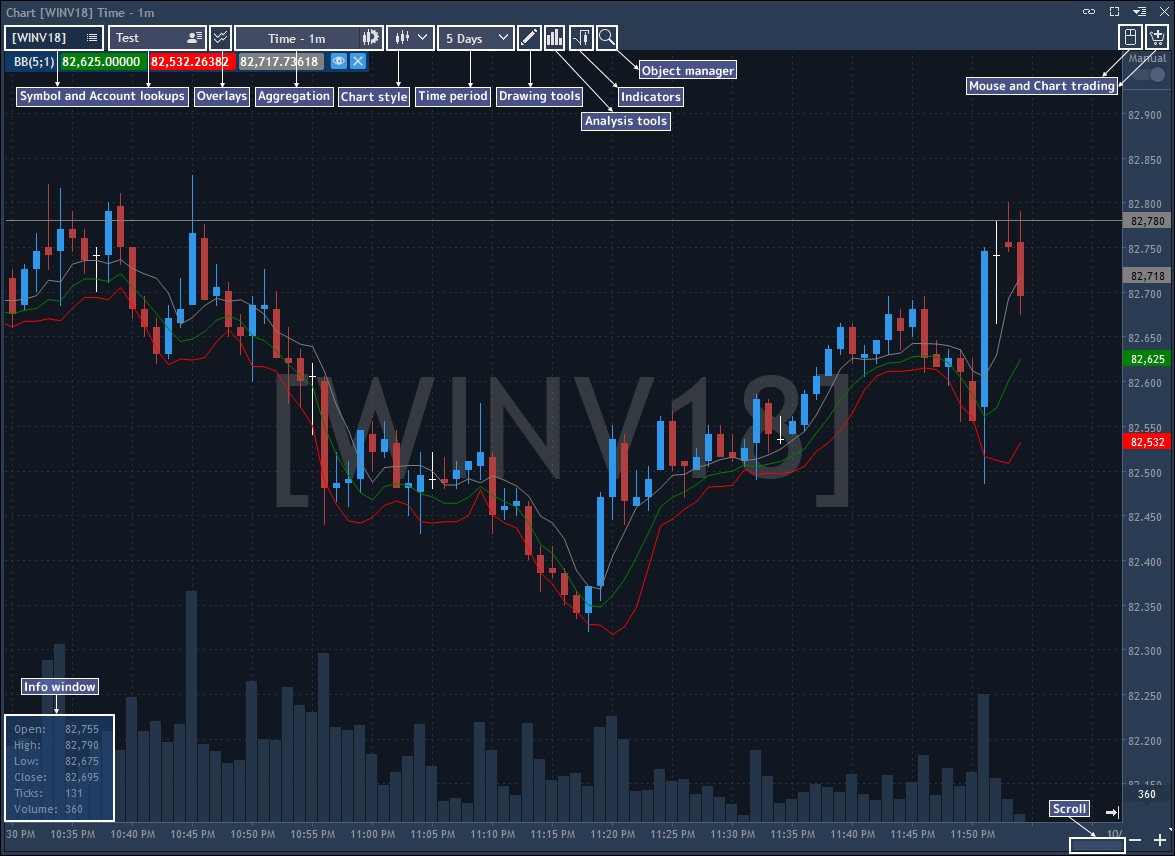 Chart [WINV18] Time - 1m
[WINV18] Test Time - 1m 5 Days
BB(5;1) 82,625.00000 82,532.26382 82,717.73618
Object manager
Manual
Mouse and Chart trading
Symbol and Account lookups Overlays Aggregation Chart style Time period Drawing tools Indicators
Analysis tools
82.900
82.850
82.800
82,780
82.750
82,718
82.700
82.650
82,625
82.600
[WINV18]
82.550
82,532
82.500
82.450
82.400
82.350
82.300
82.250
82.200
Info window
Open: 82,755
High: 82,790
Low: 82,675
Close: 82,695
Ticks: 131
Volume: 360
82.150
360
Scroll
30 PM 10:35 PM 10:40 PM 10:45 PM 10:50 PM 10:55 PM 11:00 PM 11:05 PM 11:10 PM 11:15 PM 11:20 PM 11:25 PM 11:30 PM 11:35 PM 11:40 PM 11:45 PM 11:50 PM 10/